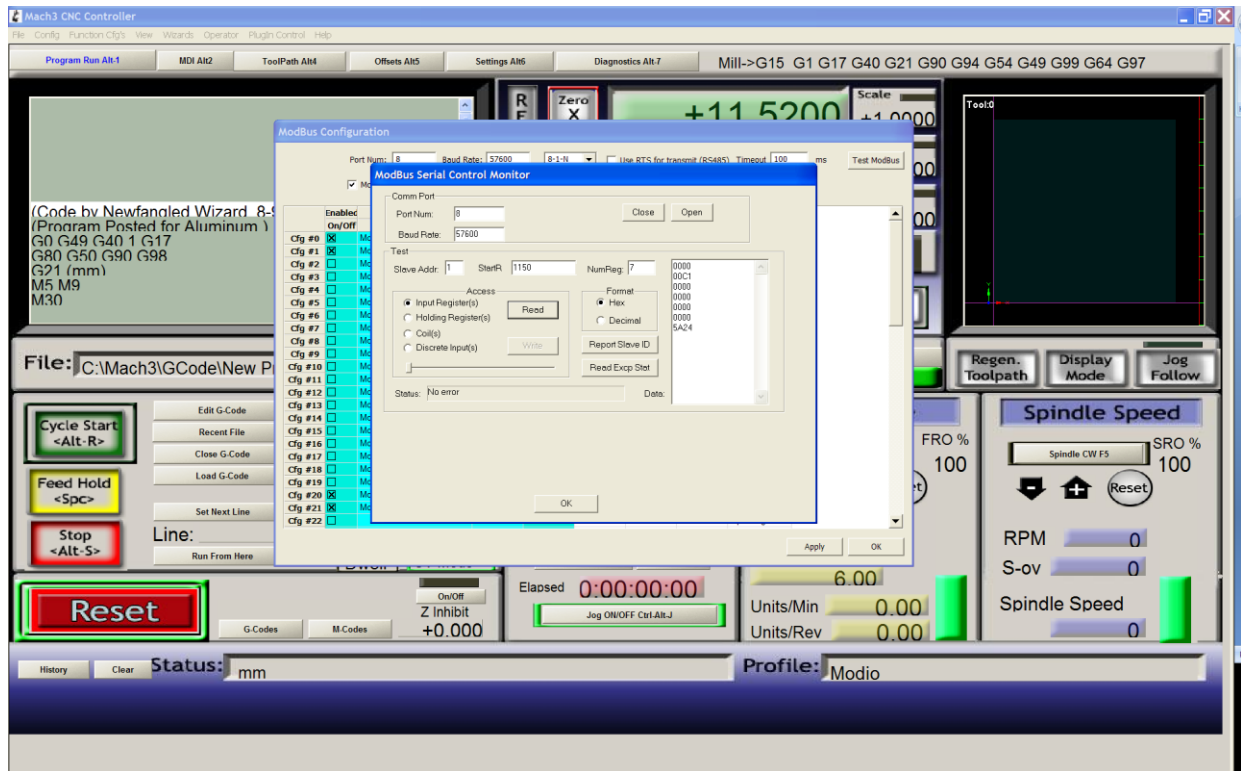 Mach3 CNC Controller
File Config Function Cfg's View Wizards Operator PlugIn Control Help
Program Run Alt-1 MDI Alt2 ToolPath Alt4 Offsets Alt5 Settings Alt6 Diagnostics Alt-7 Mill->G15 G1 G17 G40 G21 G90 G94 G54 G49 G99 G64 G97
(Code by Newfangled Wizard, 8-9
(Program Posted for Aluminum )
G0 G49 G40.1 G17
G80 G50 G90 G98
G21 (mm)
M5 M9
M30
R
Zero
X
+11.5200
Scale
+1.0000
Tool:0
ModBus Configuration
Port Num: 8 Baud Rate: 57600 8-1-N Use RTS for transmit (RS485) Timeout 100 ms Test ModBus
ModBus Serial Control Monitor
Comm Port
Port Num: 8 Close Open
Baud Rate: 57600
Test
Slave Addr: 1 StartR 1150 NumReg: 7
Access
Input Register(s)
Holding Register(s)
Coil(s)
Discrete Input(s)
Read
Write
Format
Hex
Decimal
Report Slave ID
Read Excp Stat
0000
00C1
0000
0000
0000
0000
5A24
Status: No error Data:
OK
Enabled
On/Off
Cfg #0
Cfg #1
Cfg #2
Cfg #3
Cfg #4
Cfg #5
Cfg #6
Cfg #7
Cfg #8
Cfg #9
Cfg #10
Cfg #11
Cfg #12
Cfg #13
Cfg #14
Cfg #15
Cfg #16
Cfg #17
Cfg #18
Cfg #19
Cfg #20
Cfg #21
Cfg #22
Apply OK
File: C:\Mach3\GCode\New
Regen. Toolpath
Display Mode
Jog Follow
Cycle Start
<Alt-R>
Feed Hold
<Spc>
Stop
<Alt-S>
Edit G-Code
Recent File
Close G-Code
Load G-Code
Set Next Line
Line:
Run From Here
FRO %
100
Spindle Speed
Spindle CW F5
SRO %
100
Reset
RPM 0
S-ov 0
Spindle Speed 0
Reset
G-Codes M-Codes
On/Off
Z Inhibit
+0.000
Elapsed 0:00:00:00
Jog ON/OFF Ctrl-Alt-J
6.00
Units/Min 0.00
Units/Rev 0.00
History Clear Status: mm Profile: Modio